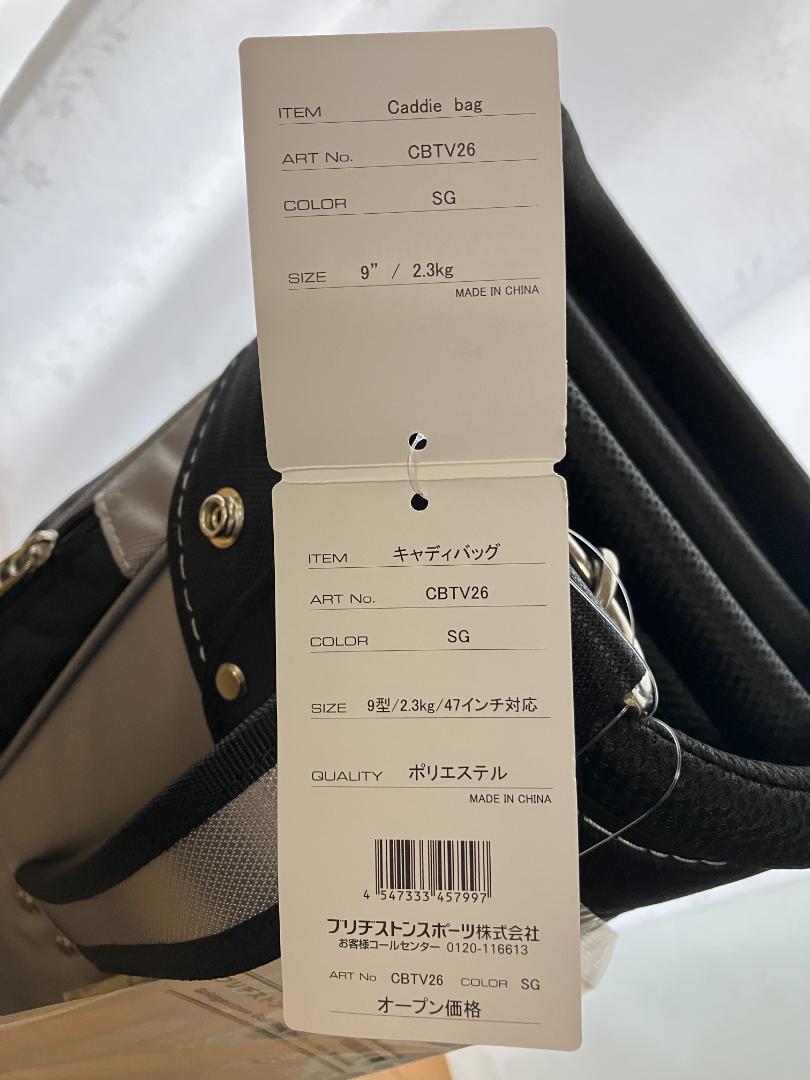 ITEM Caddie bag
ART No. CBTV26
COLOR SG
SIZE 9” / 2.3kg
MADE IN CHINA
ITEM キャディバッグ
ART No. CBTV26
COLOR SG
SIZE 9型/2.3kg/47インチ対応
QUALITY ポリエステル
MADE IN CHINA
4 547333 457997
ブリヂストンスポーツ株式会社
お客様コールセンター 0120-116613
ART No CBTV26 COLOR SG
オープン価格